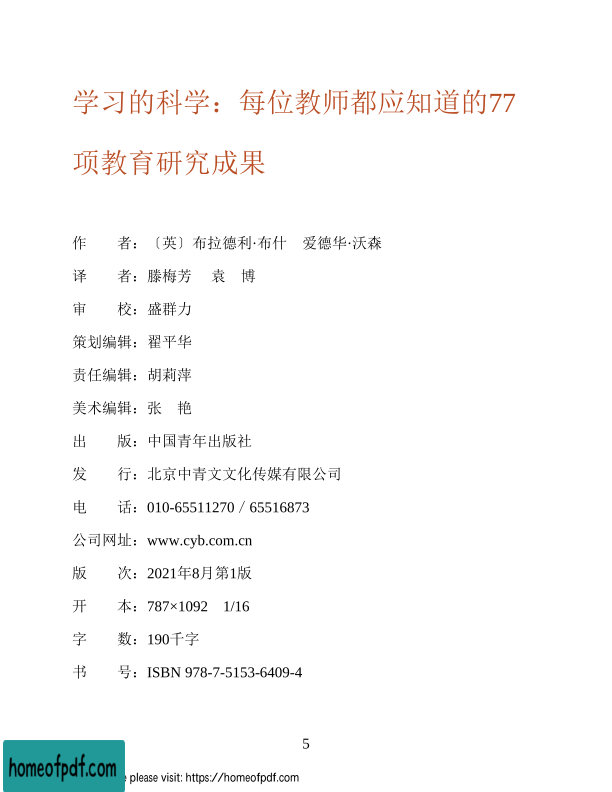 学习的科学：每位教师都应知道的77
项教育研究成果
作　　者：〔英〕布拉德利·布什　爱德华·沃森
译　　者：滕梅芳　袁　博
审　　校：盛群力
策划编辑：翟平华
责任编辑：胡莉萍
美术编辑：张　艳
出　　版：中国青年出版社
发　　行：北京中青文文化传媒有限公司
电　　话：010-65511270／65516873
公司网址：www.cyb.com.cn
版　　次：2021年8月第1版
开　　本：787×1092　1/16
字　　数：190千字
书　　号：ISBN 978-7-5153-6409-4
5
homeofpdf.com
please visit: https://homeofpdf.com